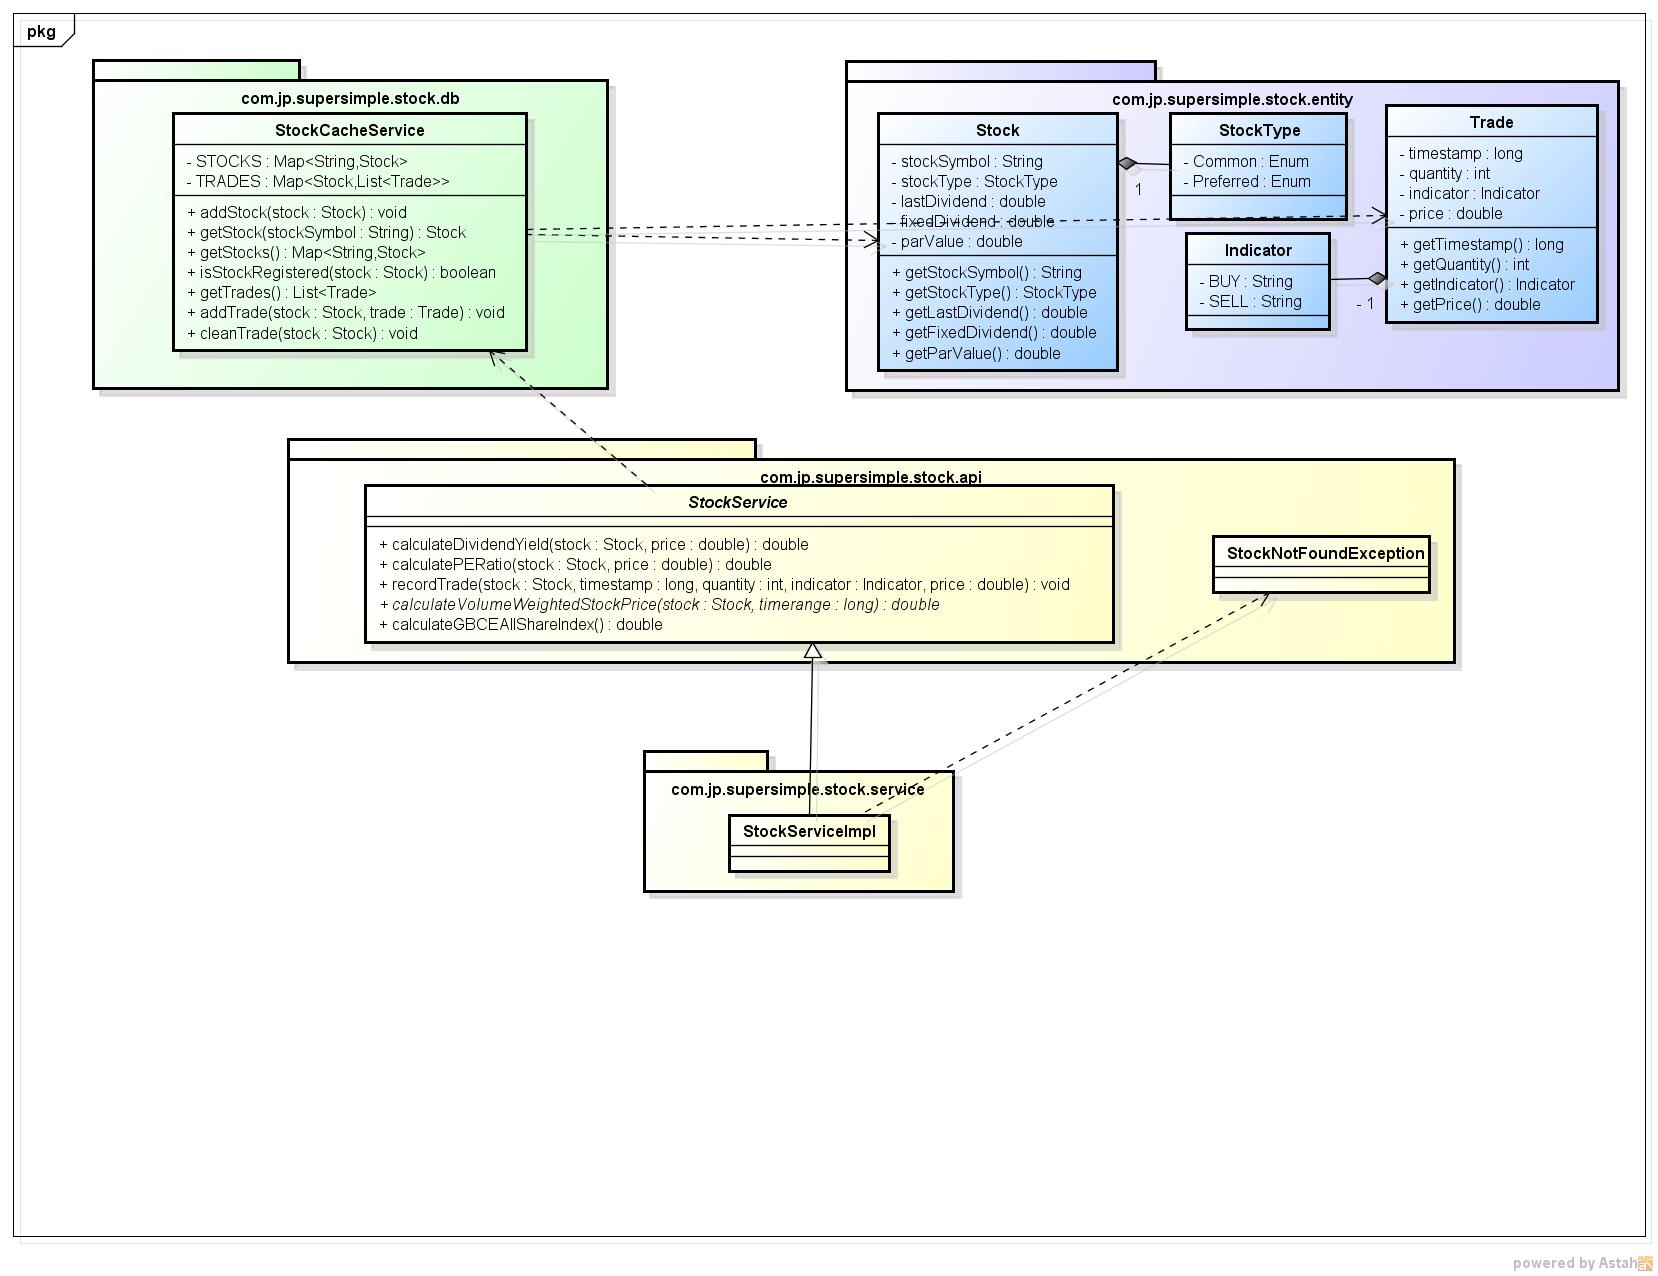 pkg
com.jp.supersimple.stock.db
StockCacheService
- STOCKS : Map<String,Stock>
- TRADES : Map<Stock,List<Trade>>
+ addStock(stock : Stock) : void
+ getStock(stockSymbol : String) : Stock
+ getStocks() : Map<String,Stock>
+ isStockRegistered(stock : Stock) : boolean
+ getTrades() : List<Trade>
+ addTrade(stock : Stock, trade : Trade) : void
+ cleanTrade(stock : Stock) : void
com.jp.supersimple.stock.entity
Stock
- stockSymbol : String
- stockType : StockType
- lastDividend : double
- fixedDividend : double
- parValue : double
+ getStockSymbol() : String
+ getStockType() : StockType
+ getLastDividend() : double
+ getFixedDividend() : double
+ getParValue() : double
1
StockType
- Common : Enum
- Preferred : Enum
Indicator
- BUY : String
- SELL : String
- 1
Trade
- timestamp : long
- quantity : int
- indicator : Indicator
- price : double
+ getTimestamp() : long
+ getQuantity() : int
+ getIndicator() : Indicator
+ getPrice() : double
com.jp.supersimple.stock.api
StockService
+ calculateDividendYield(stock : Stock, price : double) : double
+ calculatePERatio(stock : Stock, price : double) : double
+ recordTrade(stock : Stock, timestamp : long, quantity : int, indicator : Indicator, price : double) : void
+ calculateVolumeWeightedStockPrice(stock : Stock, timerange : long) : double
+ calculateGBCEAllShareIndex() : double
StockNotFoundException
com.jp.supersimple.stock.service
StockServiceImpl
powered by Astah